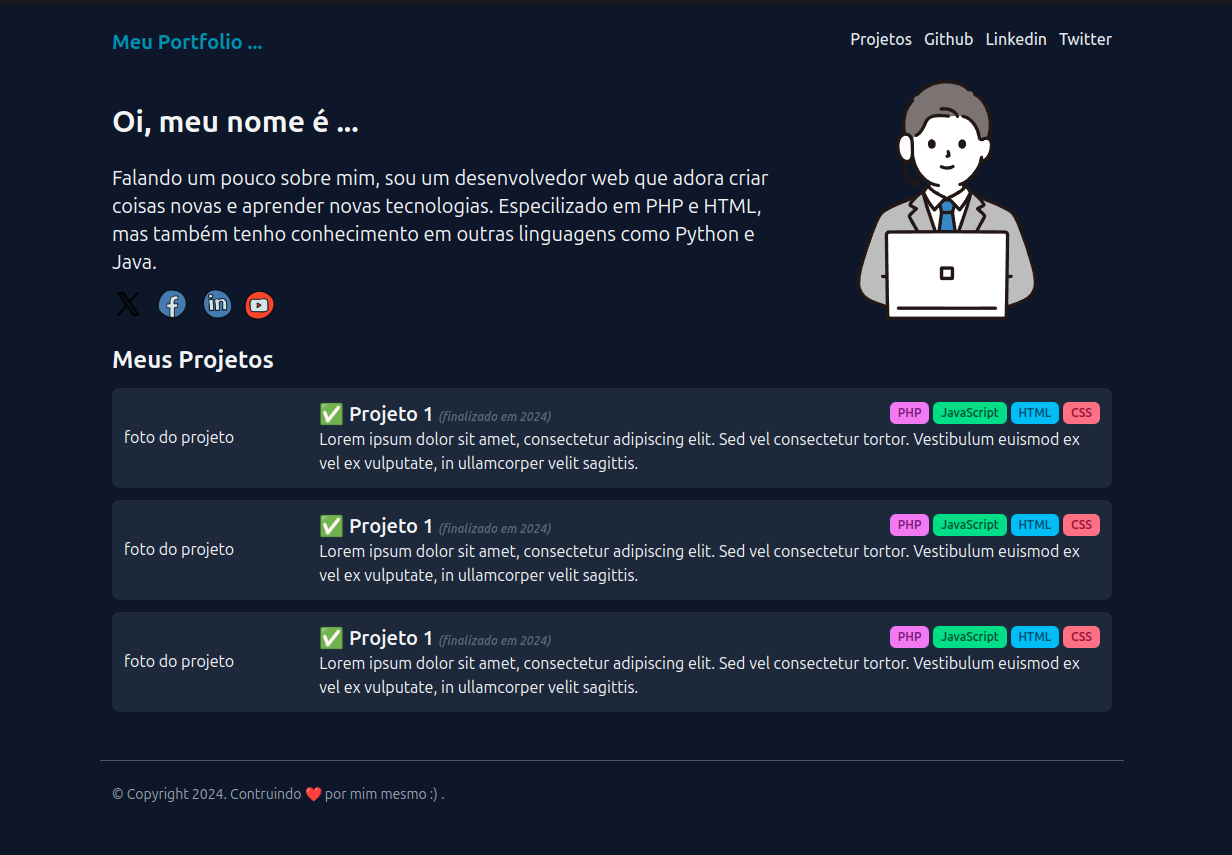 Meu Portfolio ...
Projetos Github Linkedin Twitter
Oi, meu nome é ...
Falando um pouco sobre mim, sou um desenvolvedor web que adora criar
coisas novas e aprender novas tecnologias. Especilizado em PHP e HTML,
mas também tenho conhecimento em outras linguagens como Python e
Java.
Meus Projetos
foto do projeto
✅ Projeto 1 (finalizado em 2024)
PHP JavaScript HTML CSS
Lorem ipsum dolor sit amet, consectetur adipiscing elit. Sed vel consectetur tortor. Vestibulum euismod ex
vel ex vulputate, in ullamcorper velit sagittis.
foto do projeto
✅ Projeto 1 (finalizado em 2024)
PHP JavaScript HTML CSS
Lorem ipsum dolor sit amet, consectetur adipiscing elit. Sed vel consectetur tortor. Vestibulum euismod ex
vel ex vulputate, in ullamcorper velit sagittis.
foto do projeto
✅ Projeto 1 (finalizado em 2024)
PHP JavaScript HTML CSS
Lorem ipsum dolor sit amet, consectetur adipiscing elit. Sed vel consectetur tortor. Vestibulum euismod ex
vel ex vulputate, in ullamcorper velit sagittis.
© Copyright 2024. Contruindo ❤️ por mim mesmo :) .